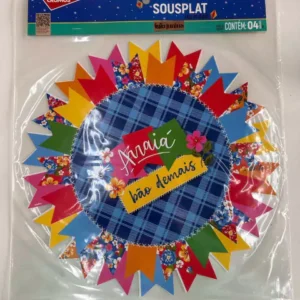 SOUSPLAT
CONTÉM: 04
Arraiá
bão demais